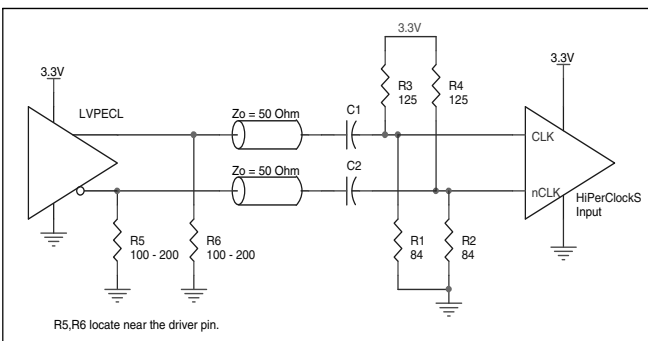 3.3V
3.3V
3.3V
LVPECL
R3
125
R4
125
Zo = 50 Ohm
C1
CLK
Zo = 50 Ohm
C2
nCLK
HiPerClockS
Input
R5
100 - 200
R6
100 - 200
R1
84
R2
84
R5,R6 locate near the driver pin.